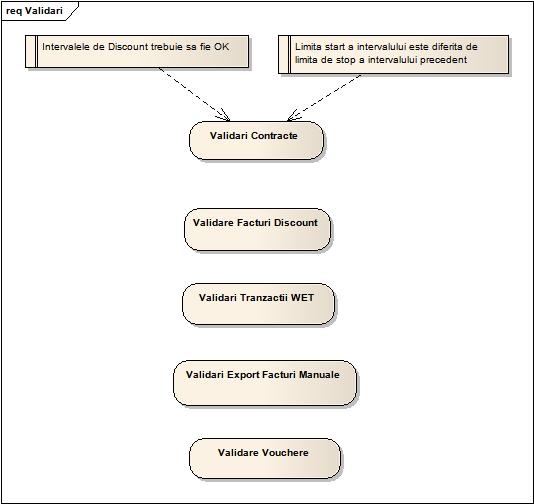 req Validari
Intervalele de Discount trebuie sa fie OK
Limita start a intervalului este diferita de
limita de stop a intervalului precedent
Validari Contracte
Validare Facturi Discount
Validari Tranzactii WET
Validari Export Facturi Manuale
Validare Vouchere